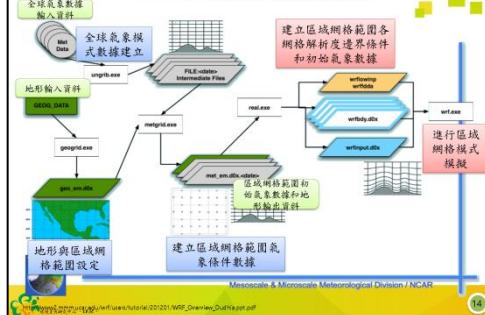 全球氣象數據
輸入資料
Met
Data
全球氣象模
式數據建立
ungrib.exe
FILE:<date>
Intermediate Files
建立區域網格範圍各
網格解析度邊界條件
和初始氣象數據
地形輸入資料
GEOG_DATA
geogrid.exe
metgrid.exe
real.exe
wrflowinp
wrffdda
wrfbdy.d0x
wrfinput.d0x
wrf.exe
進行區域
網格模式
模擬
geo_em.d0x
met_em.d0x.<date>
區域網格範圍初
始氣象數據和地
形輸出資料
地形與區域網
格範圍設定
建立區域網格範圍氣
象條件數據
Mesoscale & Microscale Meteorological Division / NCAR
14